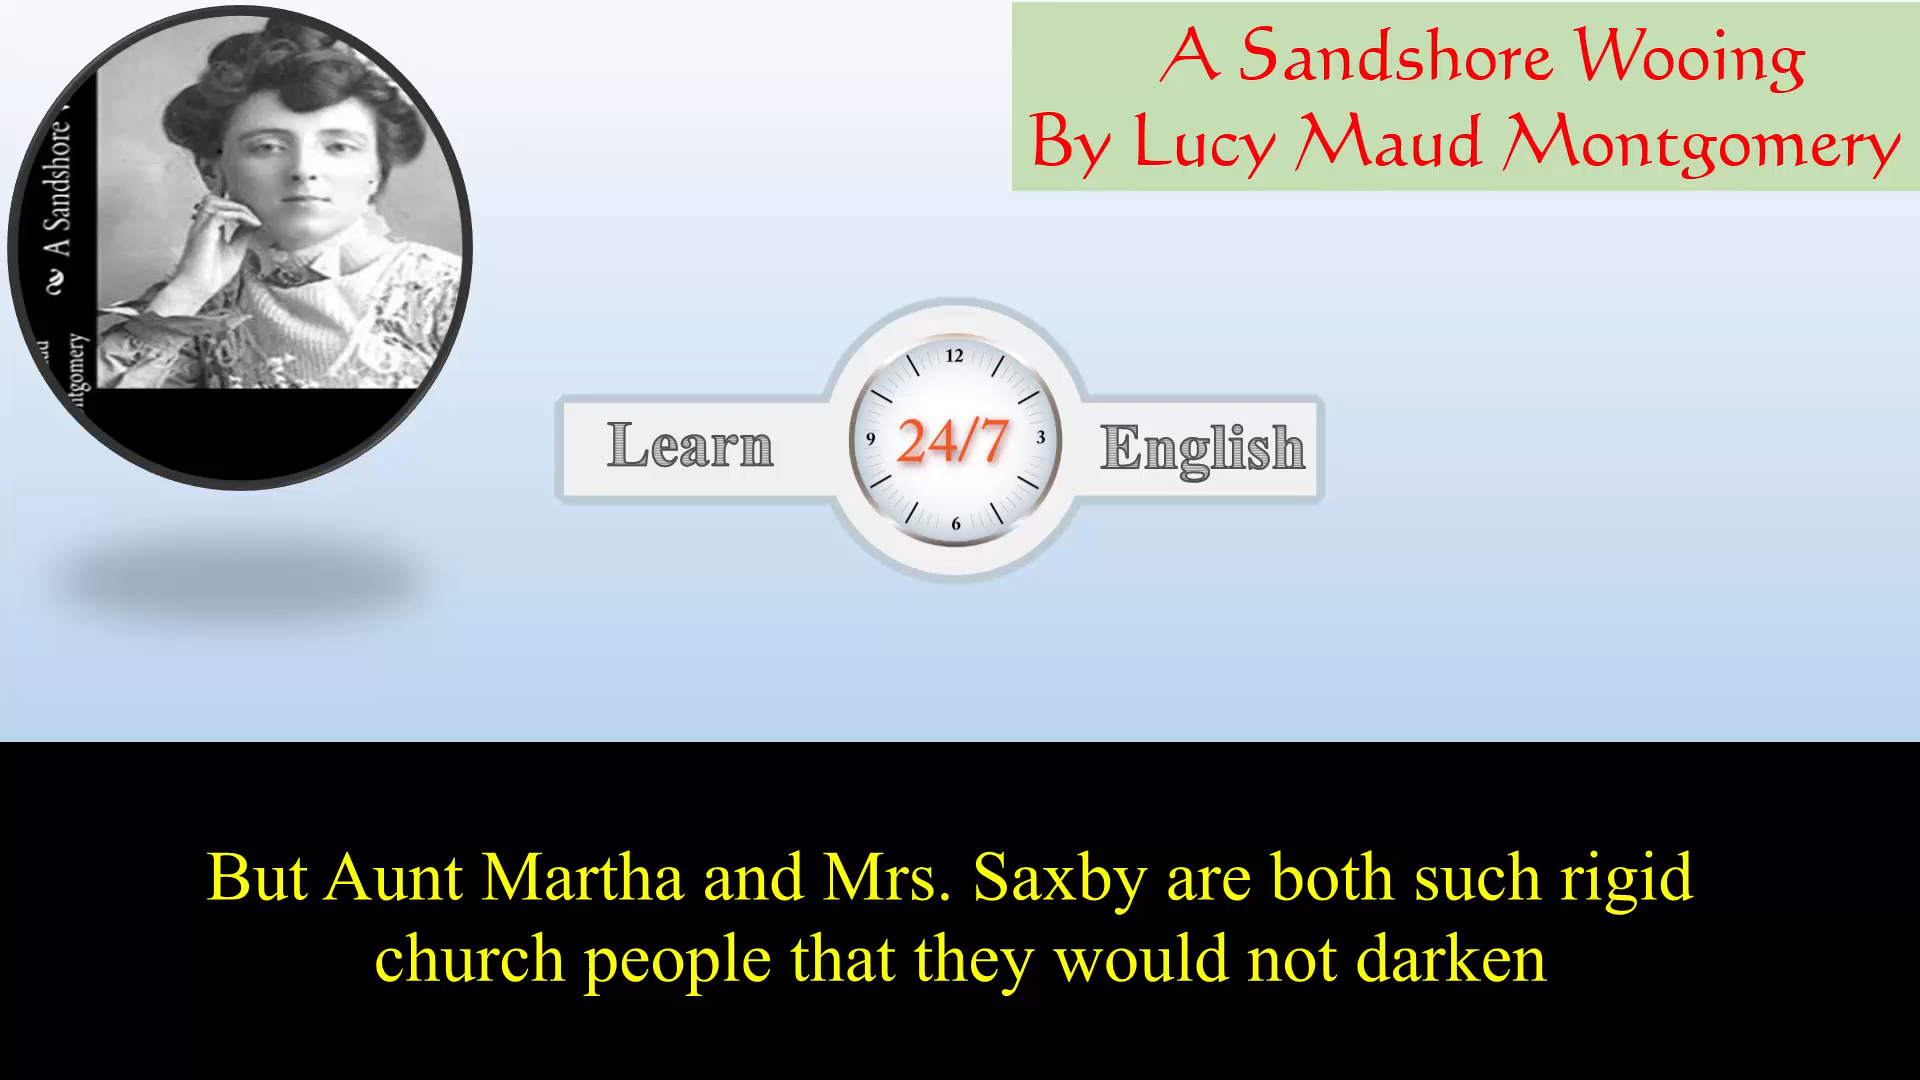 A Sandshore Wooing
By Lucy Maud Montgomery
A Sandshore
ntgomery
12
9
3
6
Learn
24/7
English
But Aunt Martha and Mrs. Saxby are both such rigid
church people that they would not darken